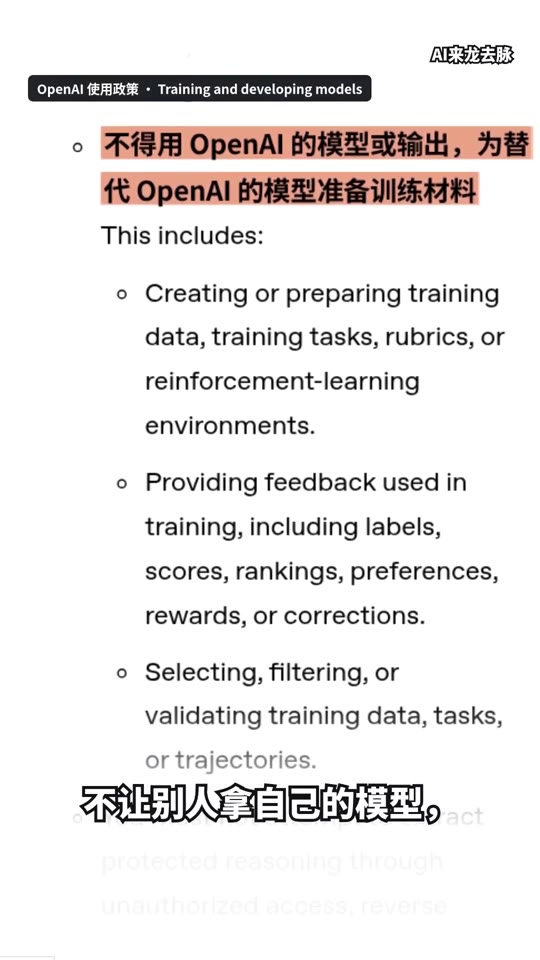 AI来龙去脉
OpenAI 使用政策 · Training and developing models
不得用 OpenAI 的模型或输出，为替
代 OpenAI 的模型准备训练材料
This includes:
Creating or preparing training
data, training tasks, rubrics, or
reinforcement-learning
environments.
Providing feedback used in
training, including labels,
scores, rankings, preferences,
rewards, or corrections.
Selecting, filtering, or
validating training data, tasks,
or trajectories.
不让别人拿自己的模型，
protected reasoning through
unauthorized access, reverse